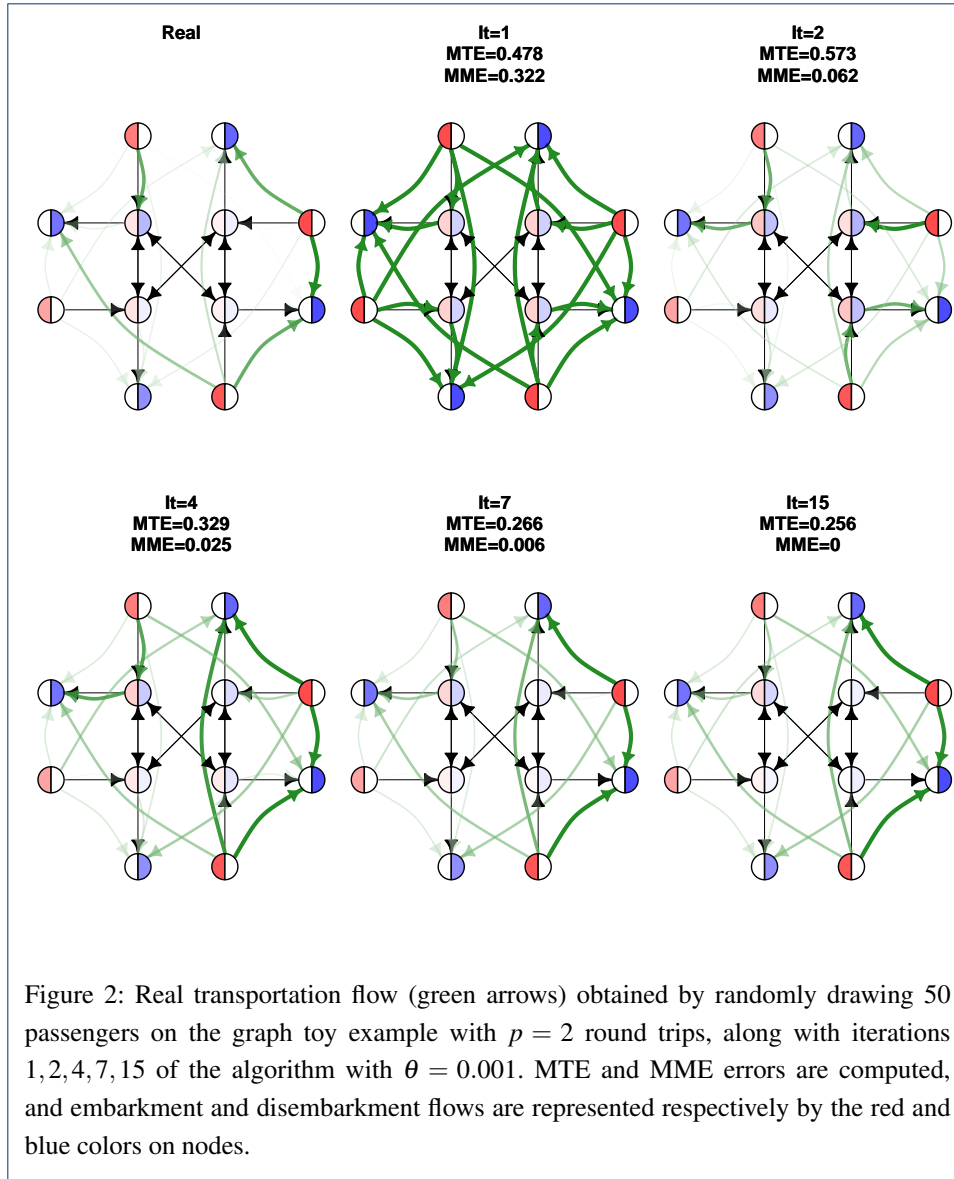 Real
It=1
MTE=0.478
MME=0.322
It=2
MTE=0.573
MME=0.062
It=4
MTE=0.329
MME=0.025
It=7
MTE=0.266
MME=0.006
It=15
MTE=0.256
MME=0
Figure 2: Real transportation flow (green arrows) obtained by randomly drawing 50
passengers on the graph toy example with p = 2 round trips, along with iterations
1,2,4,7,15 of the algorithm with θ = 0.001. MTE and MME errors are computed,
and embarkment and disembarkment flows are represented respectively by the red and
blue colors on nodes.